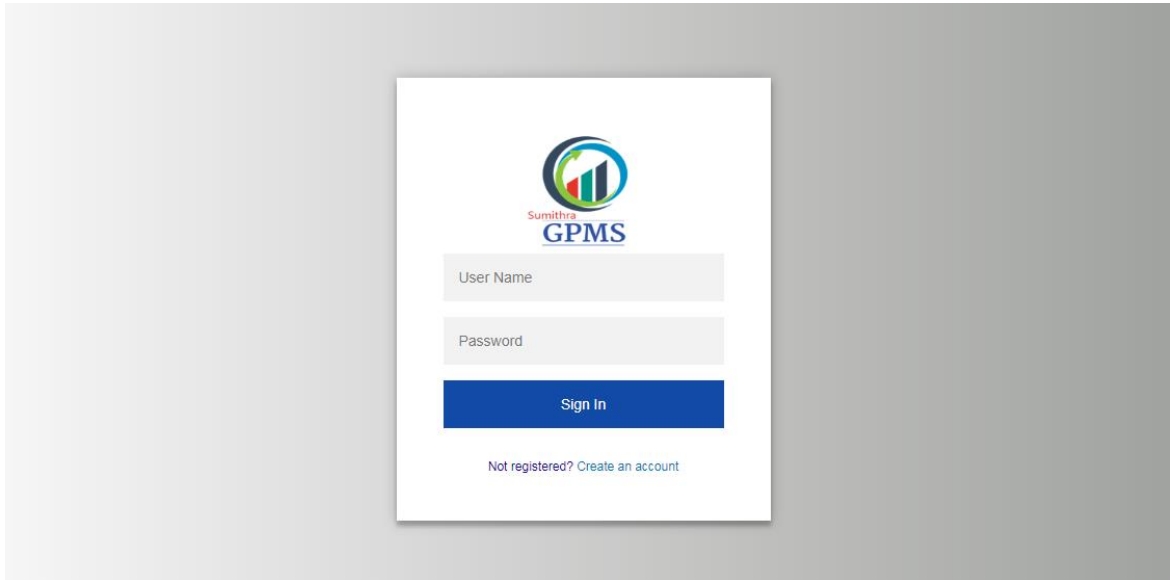 Sumithra
GPMS
User Name
Password
Sign In
Not registered? Create an account